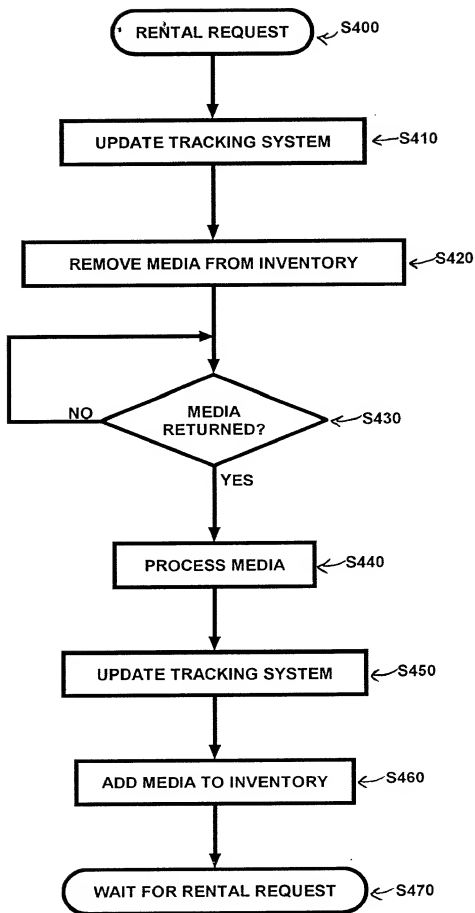 RENTAL REQUEST
S400
UPDATE TRACKING SYSTEM
S410
REMOVE MEDIA FROM INVENTORY
S420
NO
MEDIA
RETURNED?
S430
YES
PROCESS MEDIA
S440
UPDATE TRACKING SYSTEM
S450
ADD MEDIA TO INVENTORY
S460
WAIT FOR RENTAL REQUEST
S470